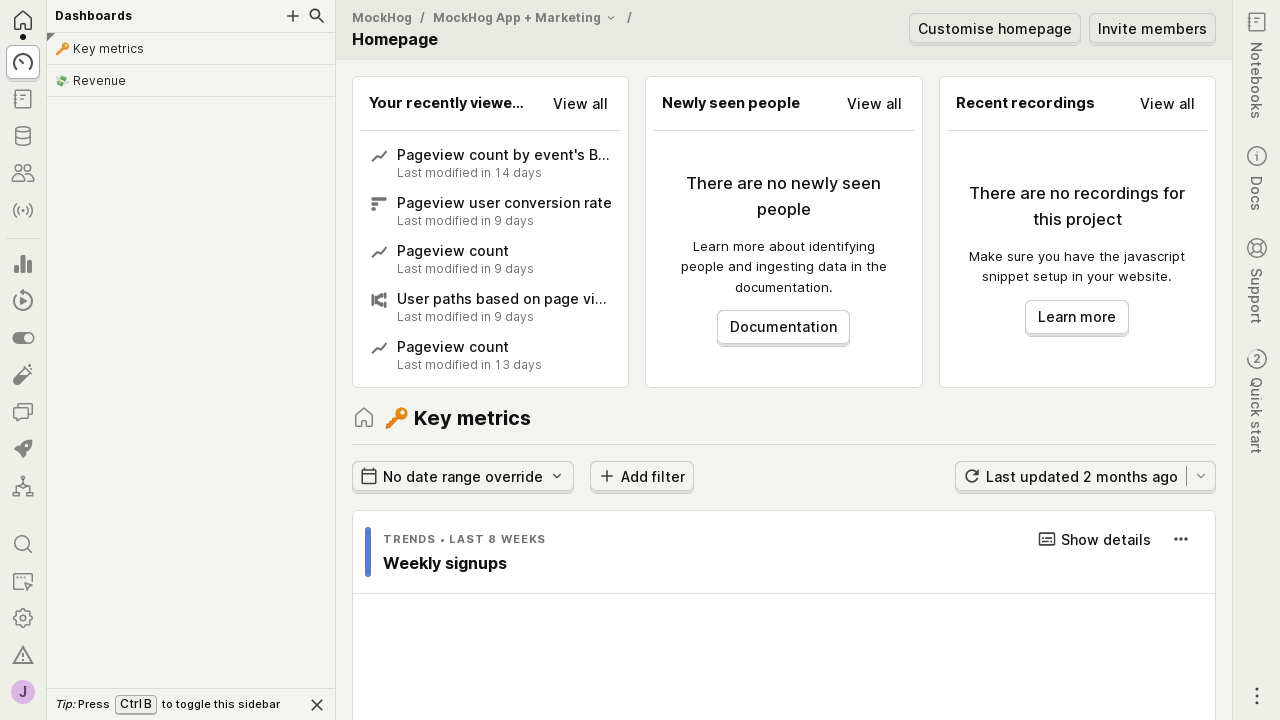 Dashboards
🔑 Key metrics
💸 Revenue
Tip: Press Ctrl B to toggle this sidebar
J
MockHog / MockHog App + Marketing /
Homepage
Customise homepage
Invite members
Your recently viewe...
View all
Pageview count by event's B...
Last modified in 14 days
Pageview user conversion rate
Last modified in 9 days
Pageview count
Last modified in 9 days
User paths based on page vi...
Last modified in 9 days
Pageview count
Last modified in 13 days
Newly seen people
View all
There are no newly seen
people
Learn more about identifying
people and ingesting data in the
documentation.
Documentation
Recent recordings
View all
There are no recordings for
this project
Make sure you have the javascript
snippet setup in your website.
Learn more
🔑 Key metrics
No date range override
Add filter
Last updated 2 months ago
TRENDS • LAST 8 WEEKS
Weekly signups
Show details
Notebooks
Docs
Support
2
Quick start